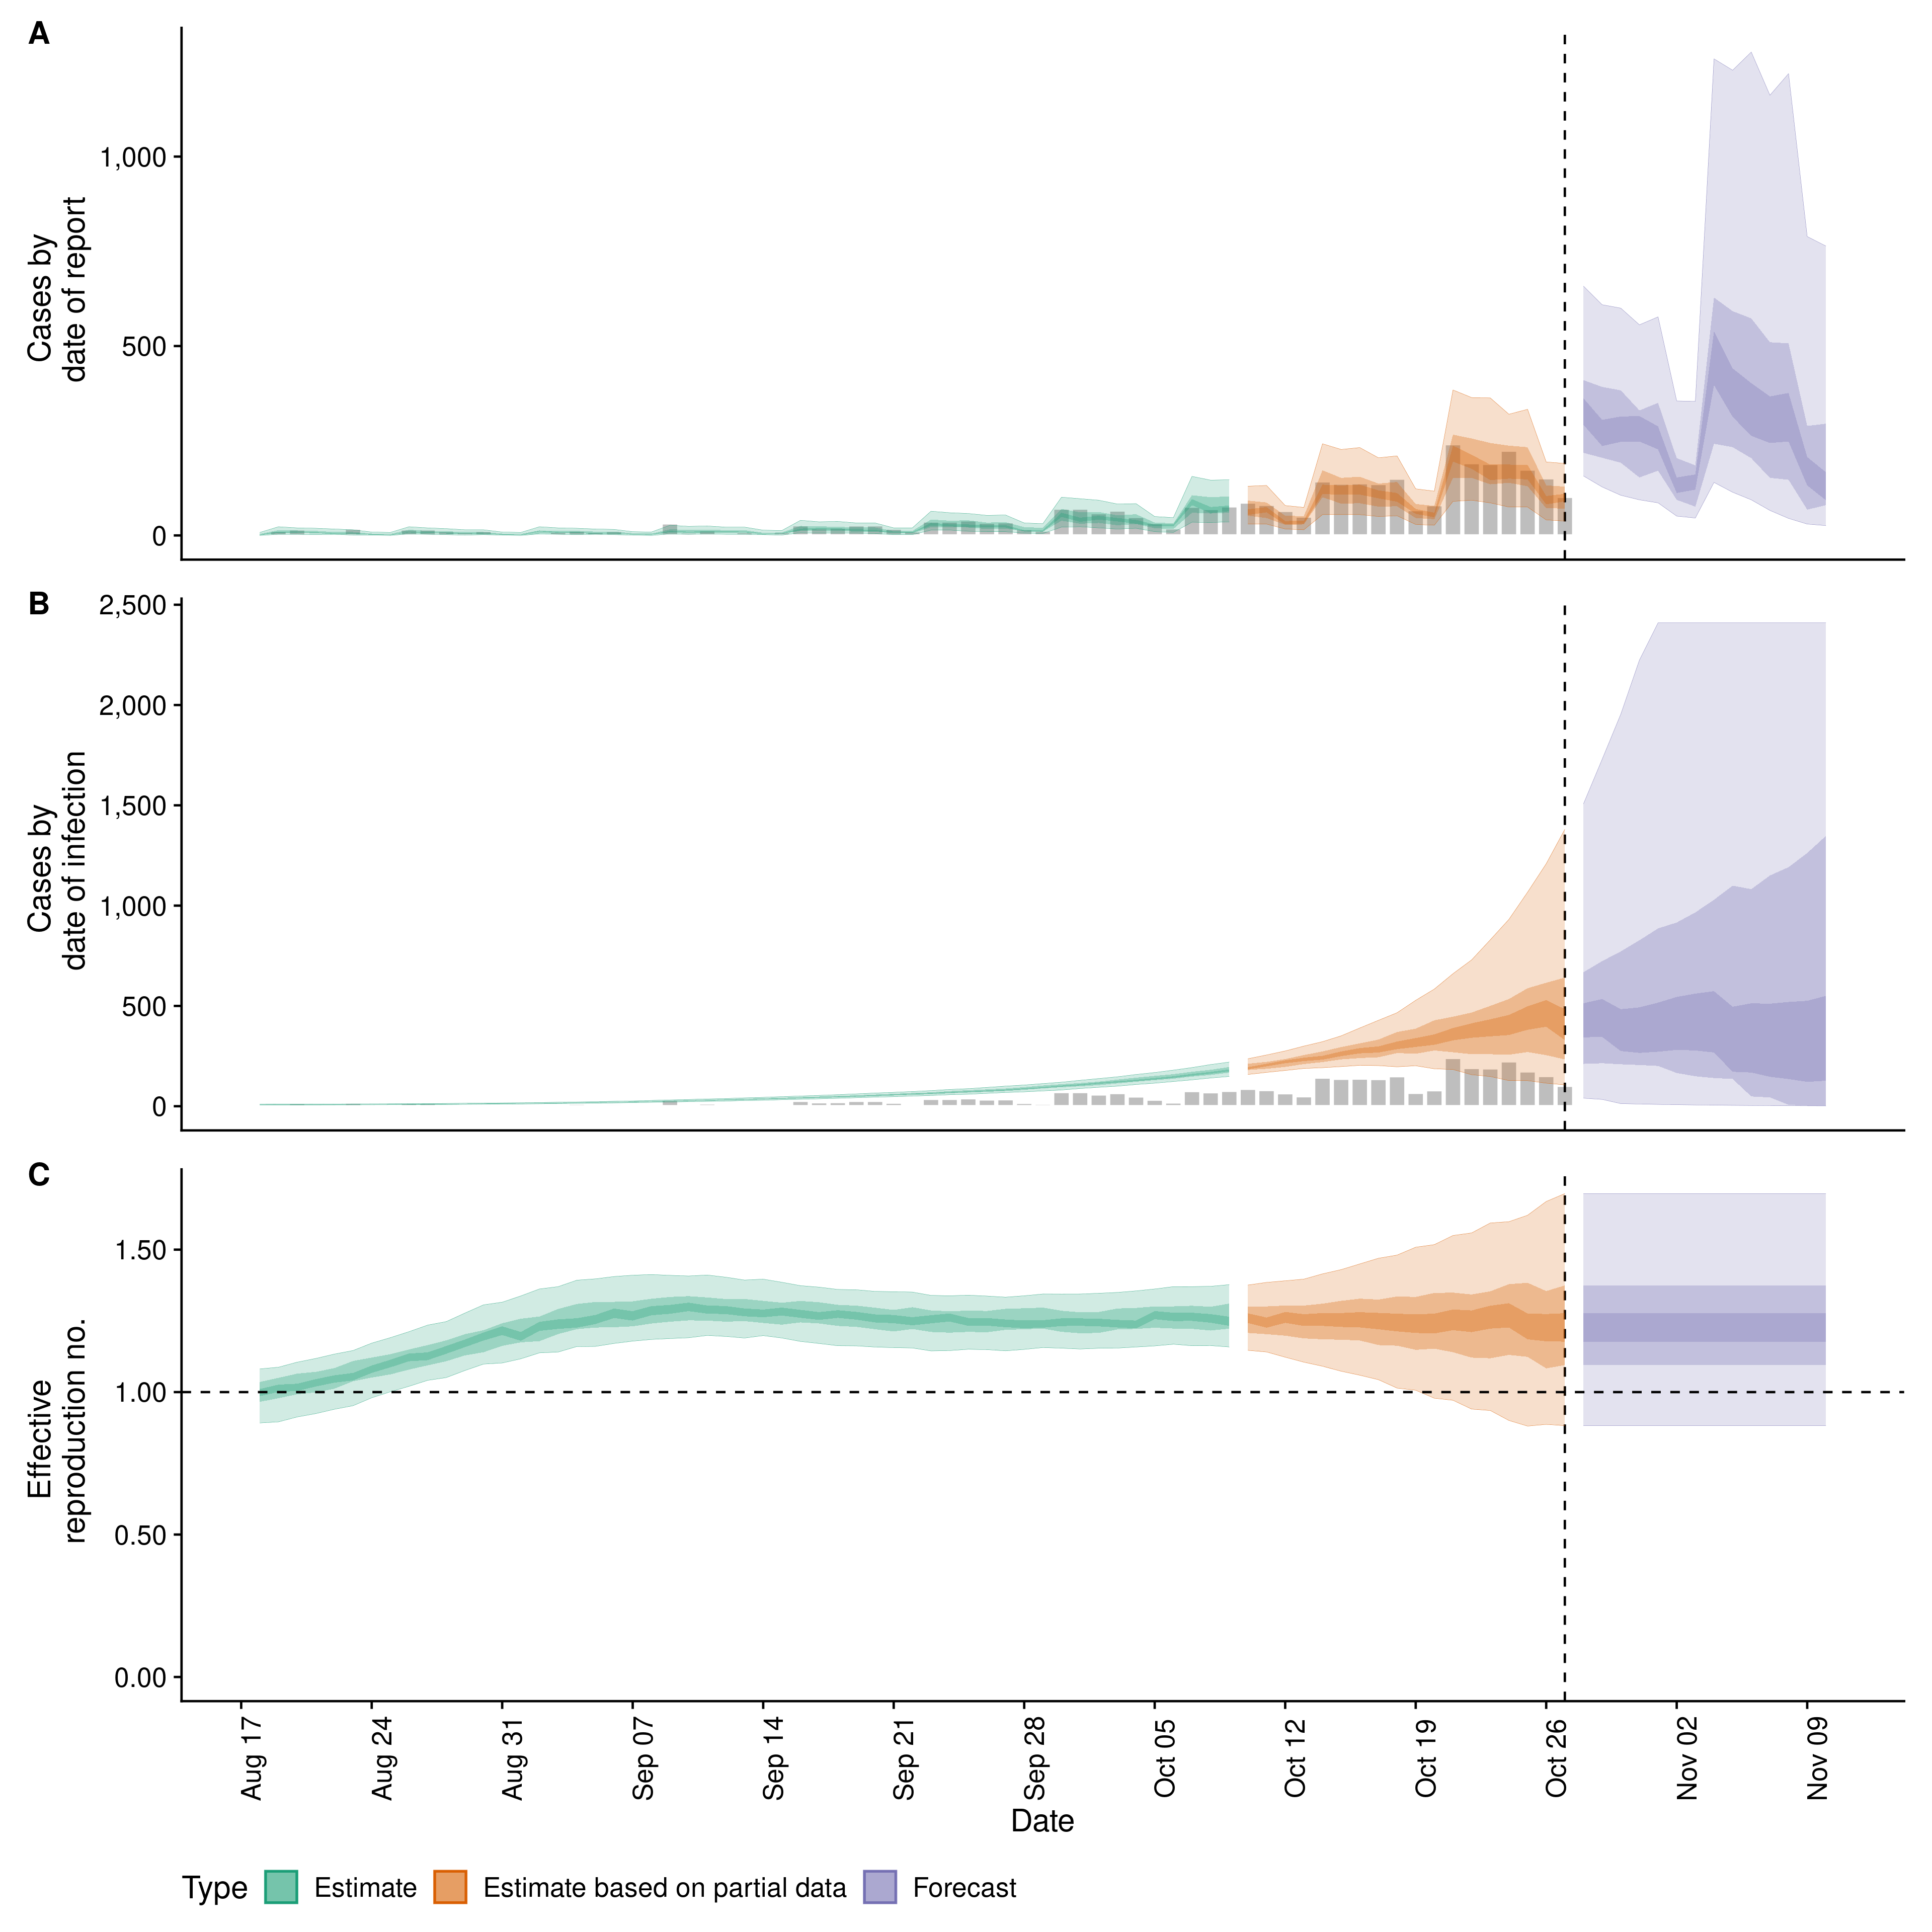 A
Cases by
date of report
1,000
500
0
B
Cases by
date of infection
2,500
2,000
1,500
1,000
500
0
C
Effective
reproduction no.
1.50
1.00
0.50
0.00
Aug 17
Aug 24
Aug 31
Sep 07
Sep 14
Sep 21
Sep 28
Oct 05
Oct 12
Oct 19
Oct 26
Nov 02
Nov 09
Date
Type Estimate Estimate based on partial data Forecast